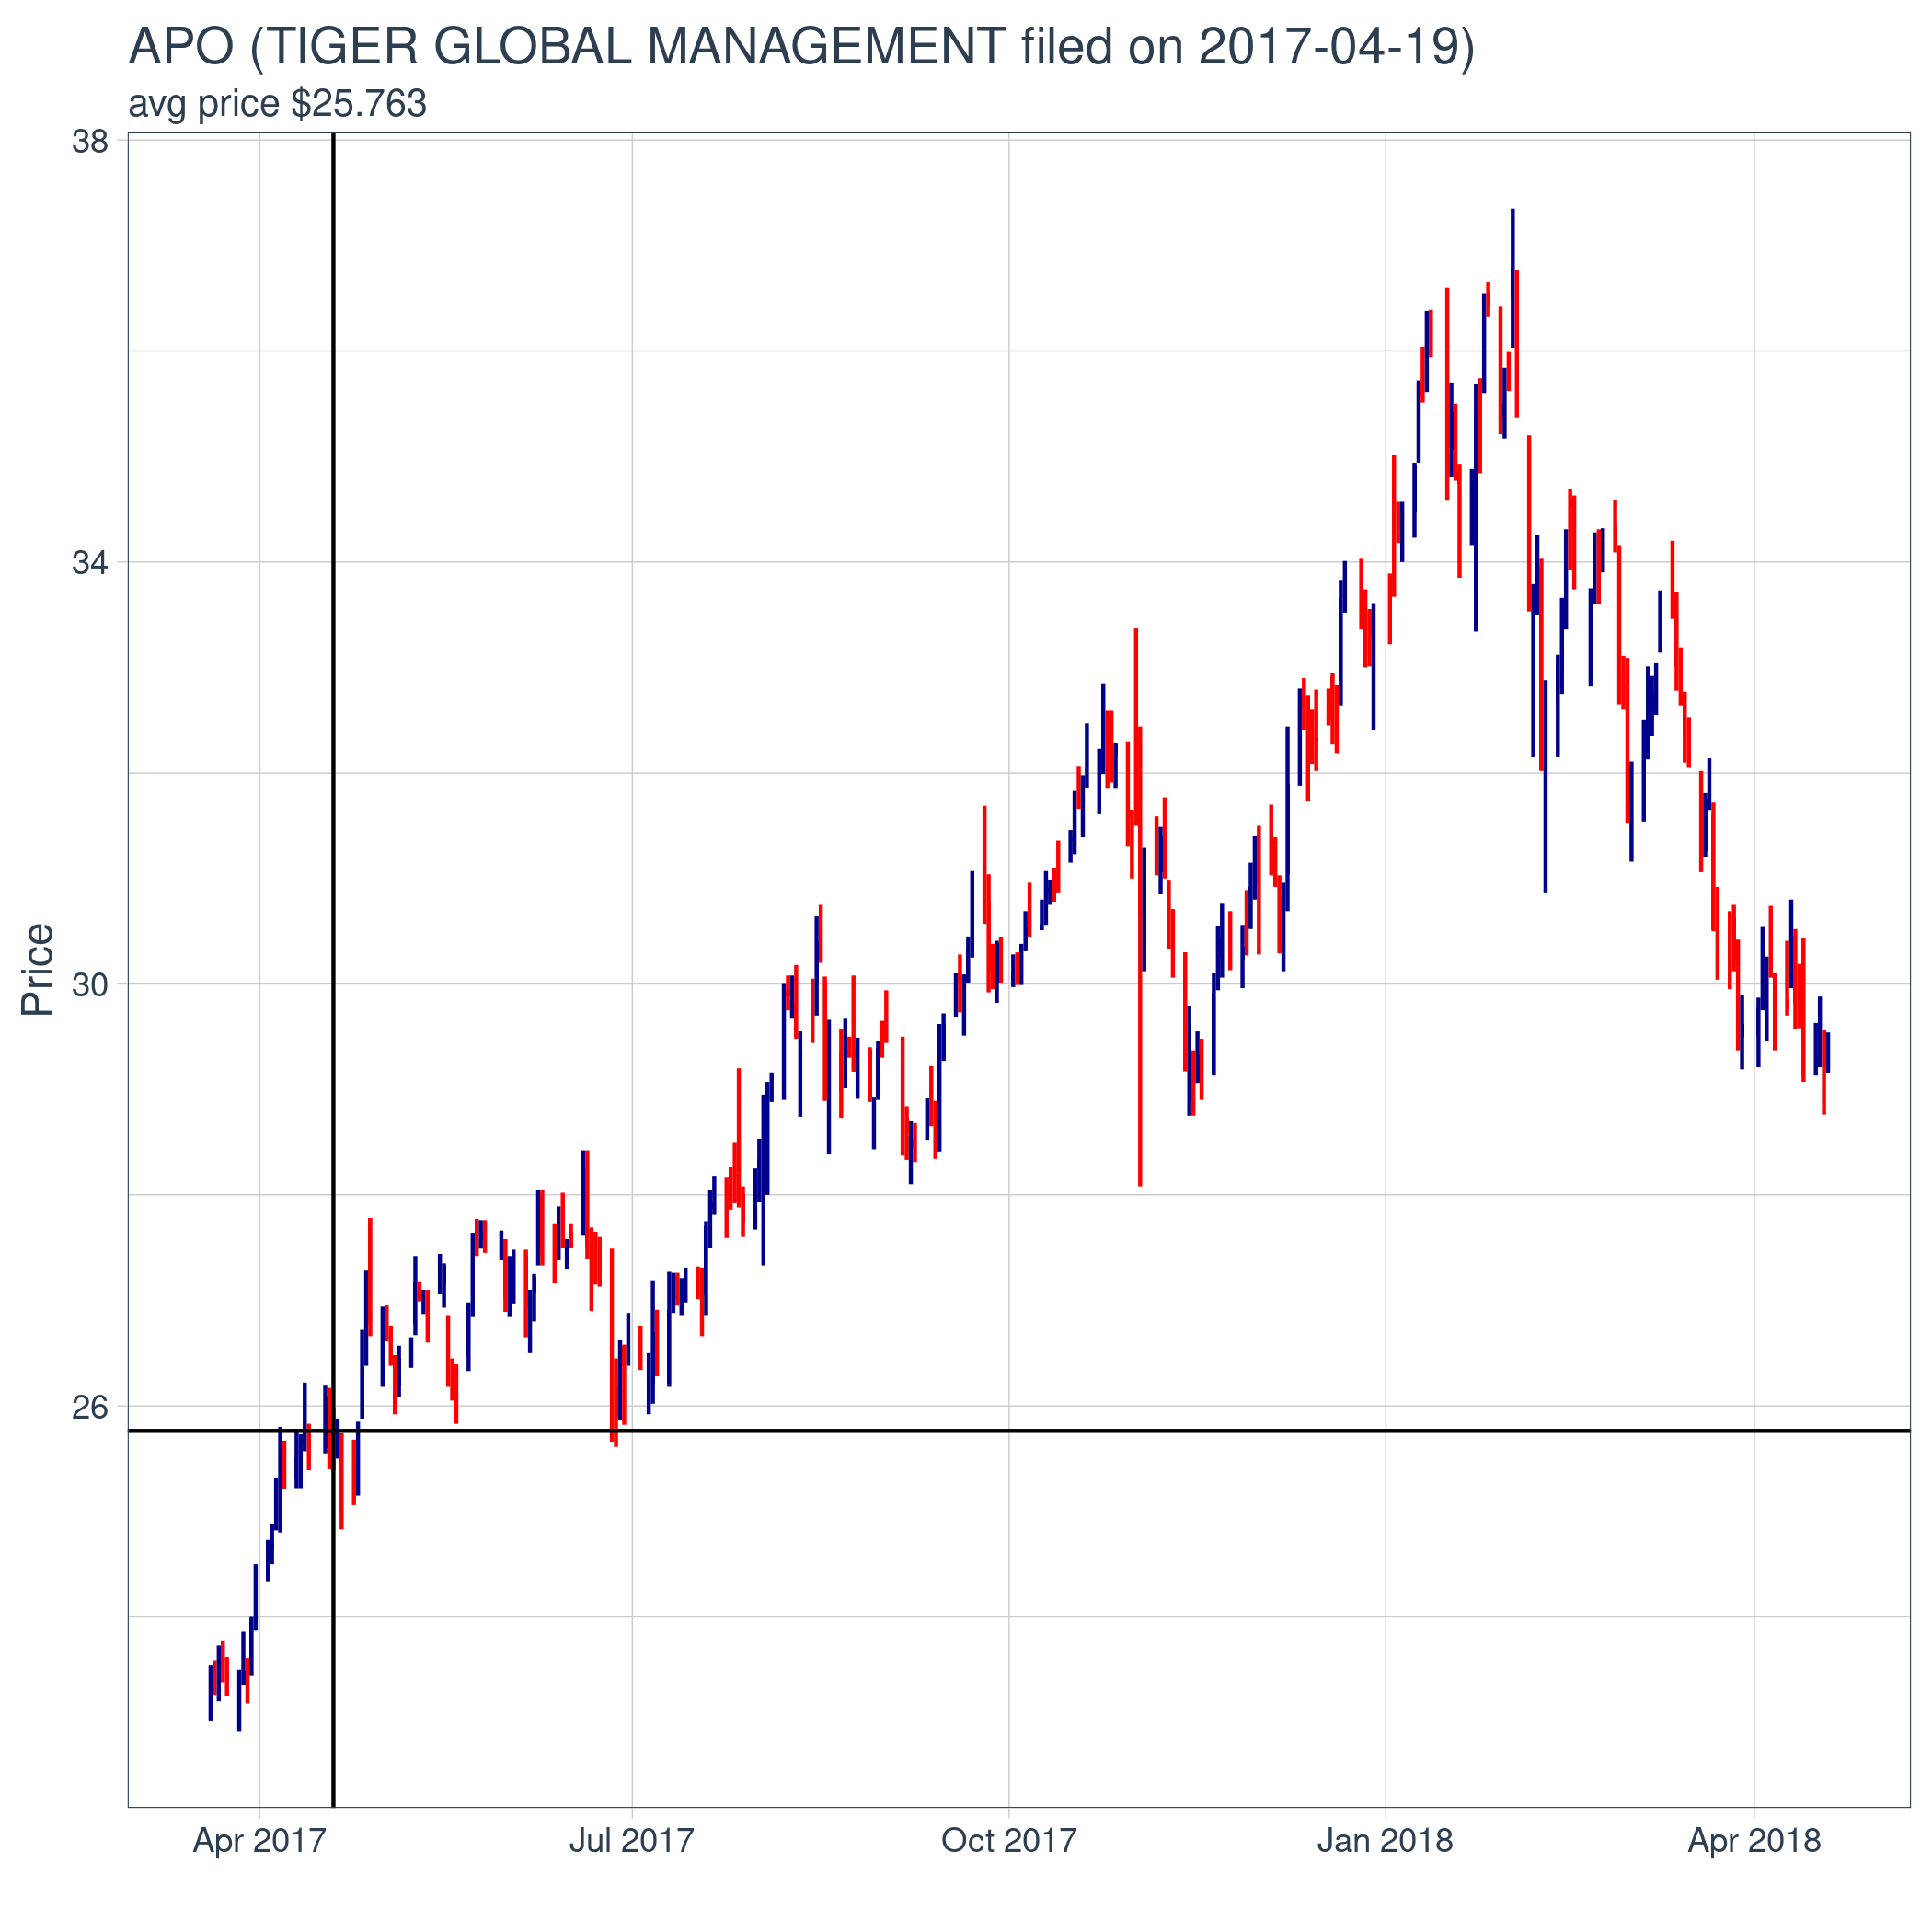 APO (TIGER GLOBAL MANAGEMENT filed on 2017-04-19)
avg price $25.763
38
34
30
26
Price
Apr 2017 Jul 2017 Oct 2017 Jan 2018 Apr 2018